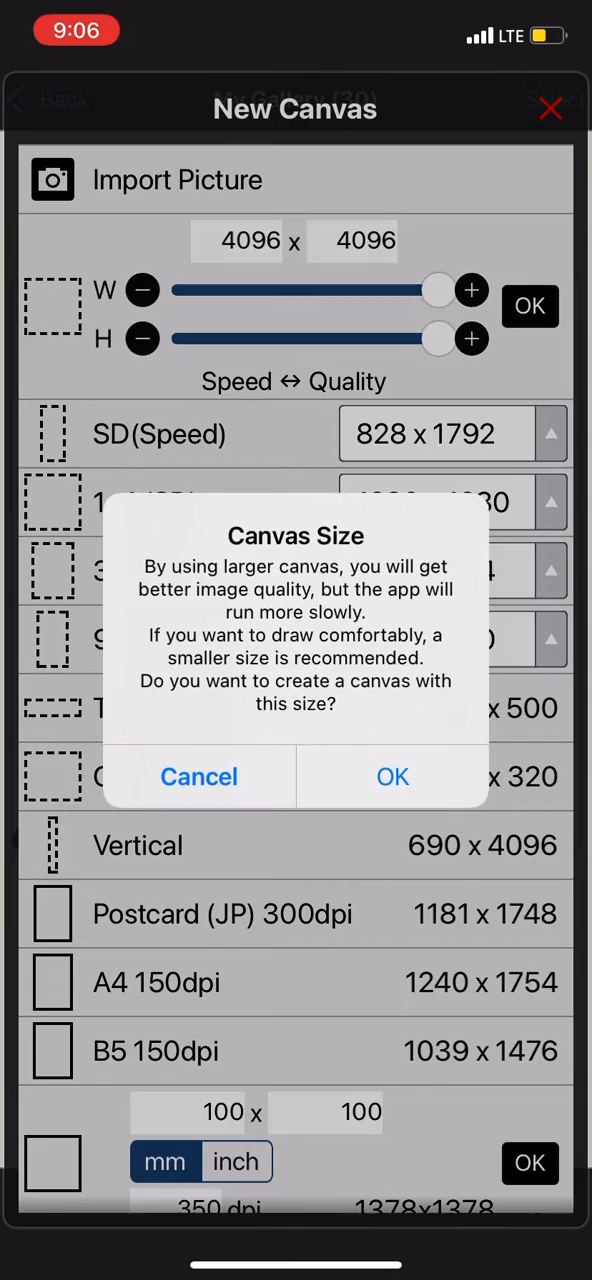 9:06
LTE
Back
New Canvas
Import Picture
4096 x 4096
W
H
OK
Speed ↔ Quality
SD(Speed) 828 x 1792
Canvas Size
By using larger canvas, you will get
better image quality, but the app will
run more slowly.
If you want to draw comfortably, a
smaller size is recommended.
Do you want to create a canvas with
this size?
x 500
x 320
Cancel OK
Vertical 690 x 4096
Postcard (JP) 300dpi 1181 x 1748
A4 150dpi 1240 x 1754
B5 150dpi 1039 x 1476
100 x 100
mm inch
OK
350 dpi 1378x1378